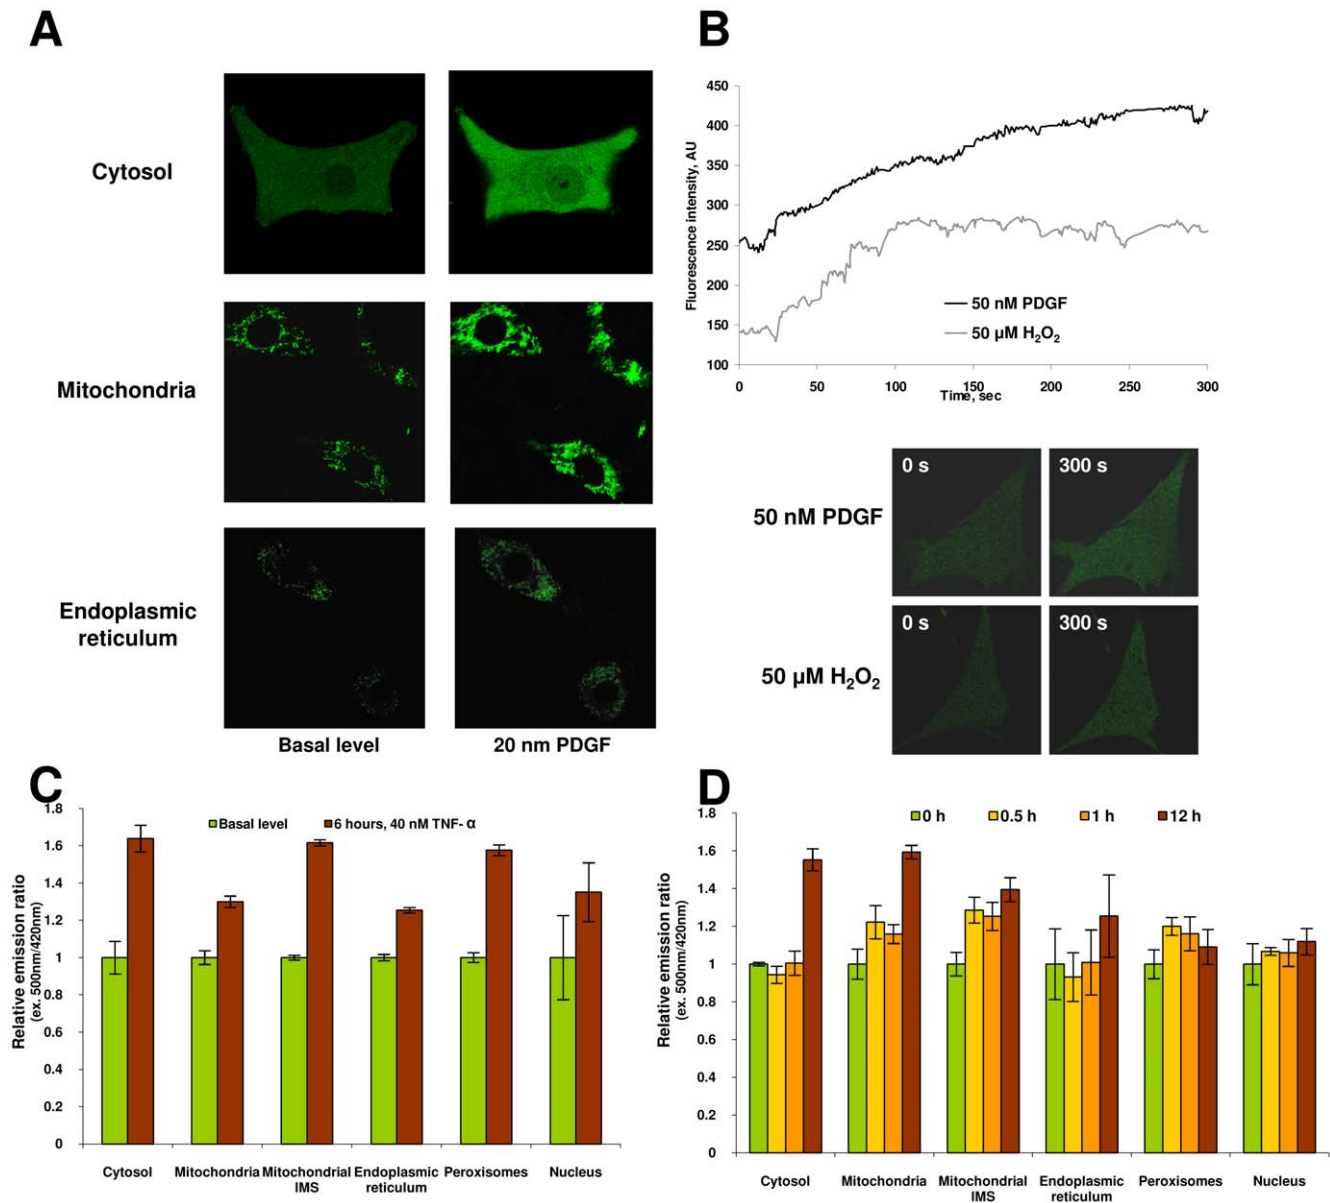 A
Cytosol
Mitochondria
Endoplasmic
reticulum
Basal level
20 nm PDGF
B
450
400
350
300
250
200
150
100
Fluorescence intensity, AU
50 nM PDGF
50 µM H₂O₂
0
50
100
150
200
250
300
Time, sec
0 s
300 s
50 nM PDGF
0 s
300 s
50 µM H₂O₂
C
1.8
1.6
1.4
1.2
1
0.8
0.6
0.4
0.2
0
Relative emission ratio
(ex. 500nm/420nm)
Basal level
6 hours, 40 nM TNF- α
Cytosol
Mitochondria
Mitochondrial
IMS
Endoplasmic
reticulum
Peroxisomes
Nucleus
D
1.8
1.6
1.4
1.2
1
0.8
0.6
0.4
0.2
0
Relative emission ratio
(ex. 500nm/420nm)
0 h
0.5 h
1 h
12 h
Cytosol
Mitochondria
Mitochondrial
IMS
Endoplasmic
reticulum
Peroxisomes
Nucleus